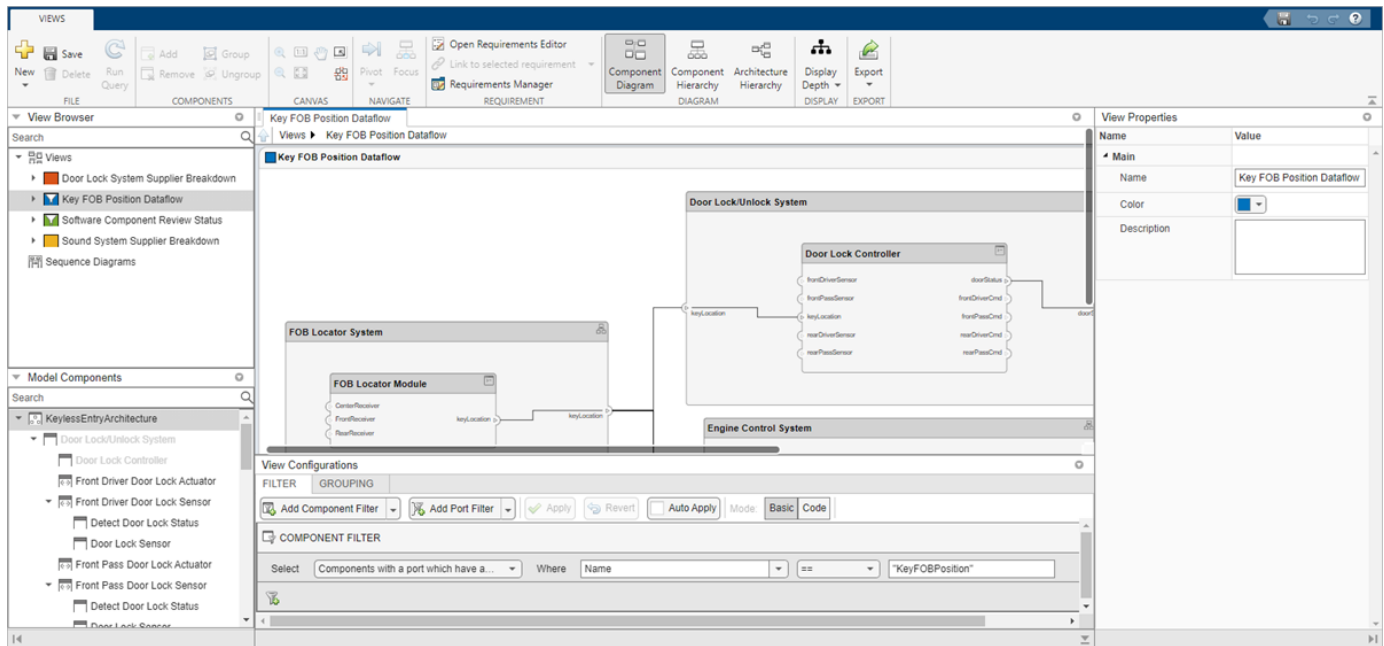 VIEWS
New
Save
Delete
Run
Query
FILE
Add
Remove
Group
Ungroup
COMPONENTS
CANVAS
Pivot
Focus
NAVIGATE
Open Requirements Editor
Link to selected requirement
Requirements Manager
REQUIREMENT
Component
Diagram
Component
Hierarchy
Architecture
Hierarchy
DIAGRAM
Display
Depth
DISPLAY
Export
EXPORT
View Browser
Search
Views
Door Lock System Supplier Breakdown
Key FOB Position Dataflow
Software Component Review Status
Sound System Supplier Breakdown
Sequence Diagrams
Model Components
Search
KeylessEntryArchitecture
Door Lock/Unlock System
Door Lock Controller
Front Driver Door Lock Actuator
Front Driver Door Lock Sensor
Detect Door Lock Status
Door Lock Sensor
Front Pass Door Lock Actuator
Front Pass Door Lock Sensor
Detect Door Lock Status
Door Lock Sensor
Key FOB Position Dataflow
Views Key FOB Position Dataflow
Key FOB Position Dataflow
Door Lock/Unlock System
Door Lock Controller
frontDriverSensor doorStatus
frontPassSensor frontDriverCmd
keyLocation
keyLocation frontPassCmd
rearDriverSensor rearDriverCmd
rearPassSensor rearPassCmd
FOB Locator System
FOB Locator Module
CenterReceiver
FrontReceiver
RearReceiver
keyLocation
keyLocation
Engine Control System
View Configurations
FILTER GROUPING
Add Component Filter
Add Port Filter
Apply
Revert
Auto Apply
Mode: Basic Code
COMPONENT FILTER
Select Components with a port which have a... Where Name == "KeyFOBPosition"
View Properties
Name Value
Main
Name Key FOB Position Dataflow
Color
Description